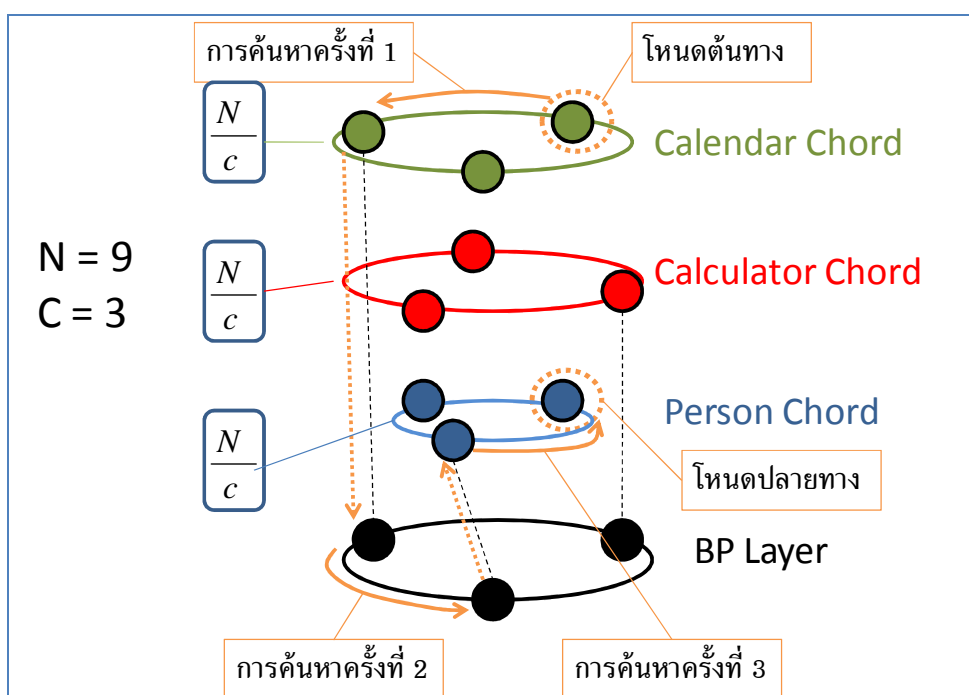 การค้นหาครั้งที่ 1
โหนดต้นทาง
N
c
Calendar Chord
N = 9
C = 3
N
c
Calculator Chord
N
c
Person Chord
โหนดปลายทาง
BP Layer
การค้นหาครั้งที่ 2
การค้นหาครั้งที่ 3